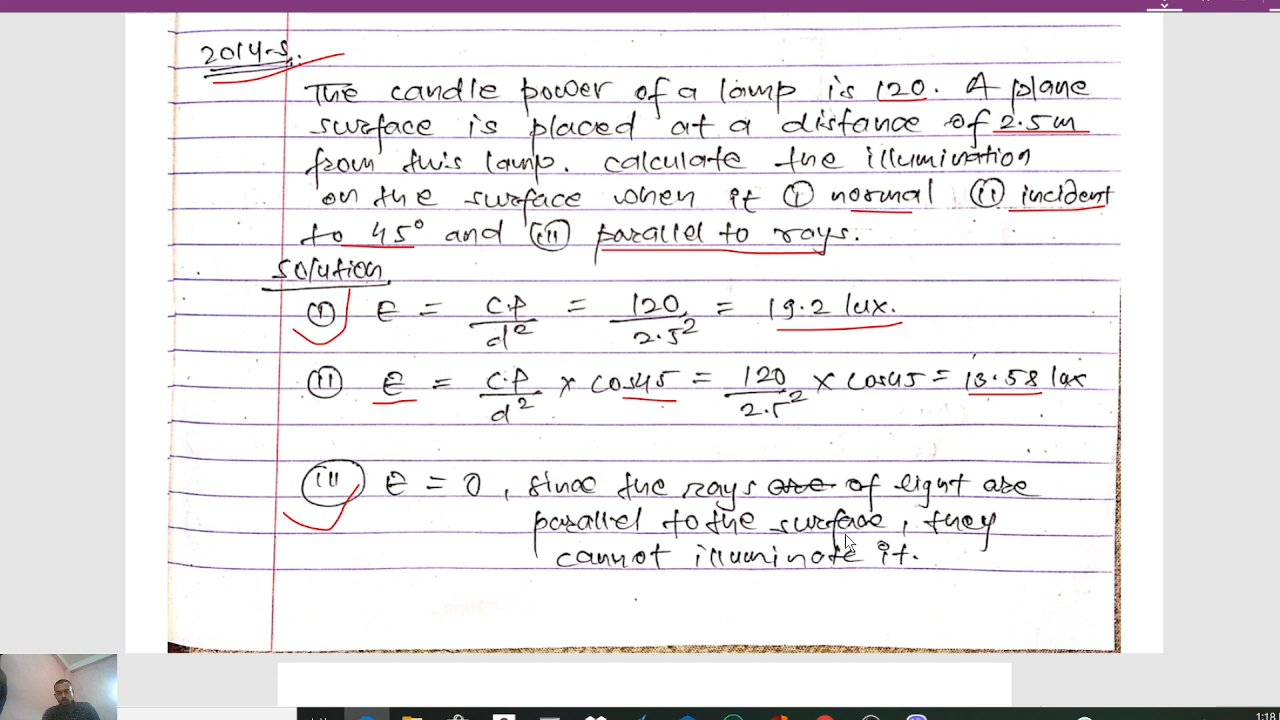 2014-S.
The candle power of a lamp is 120. A plane
surface is placed at a distance of 2.5m
from this lamp. calculate the illumination
on the surface when it (i) normal (ii) incident
to 45° and (iii) parallel to rays.
Solution
(i) E = C.P/d² = 120/2.5² = 19.2 lux.
(ii) E = C.P/d² × cos45 = 120/2.5² × cos45 = 13.58 lux
(iii) E = 0, since the rays are of light are
parallel to the surface, they
cannot illuminate it.
1:18